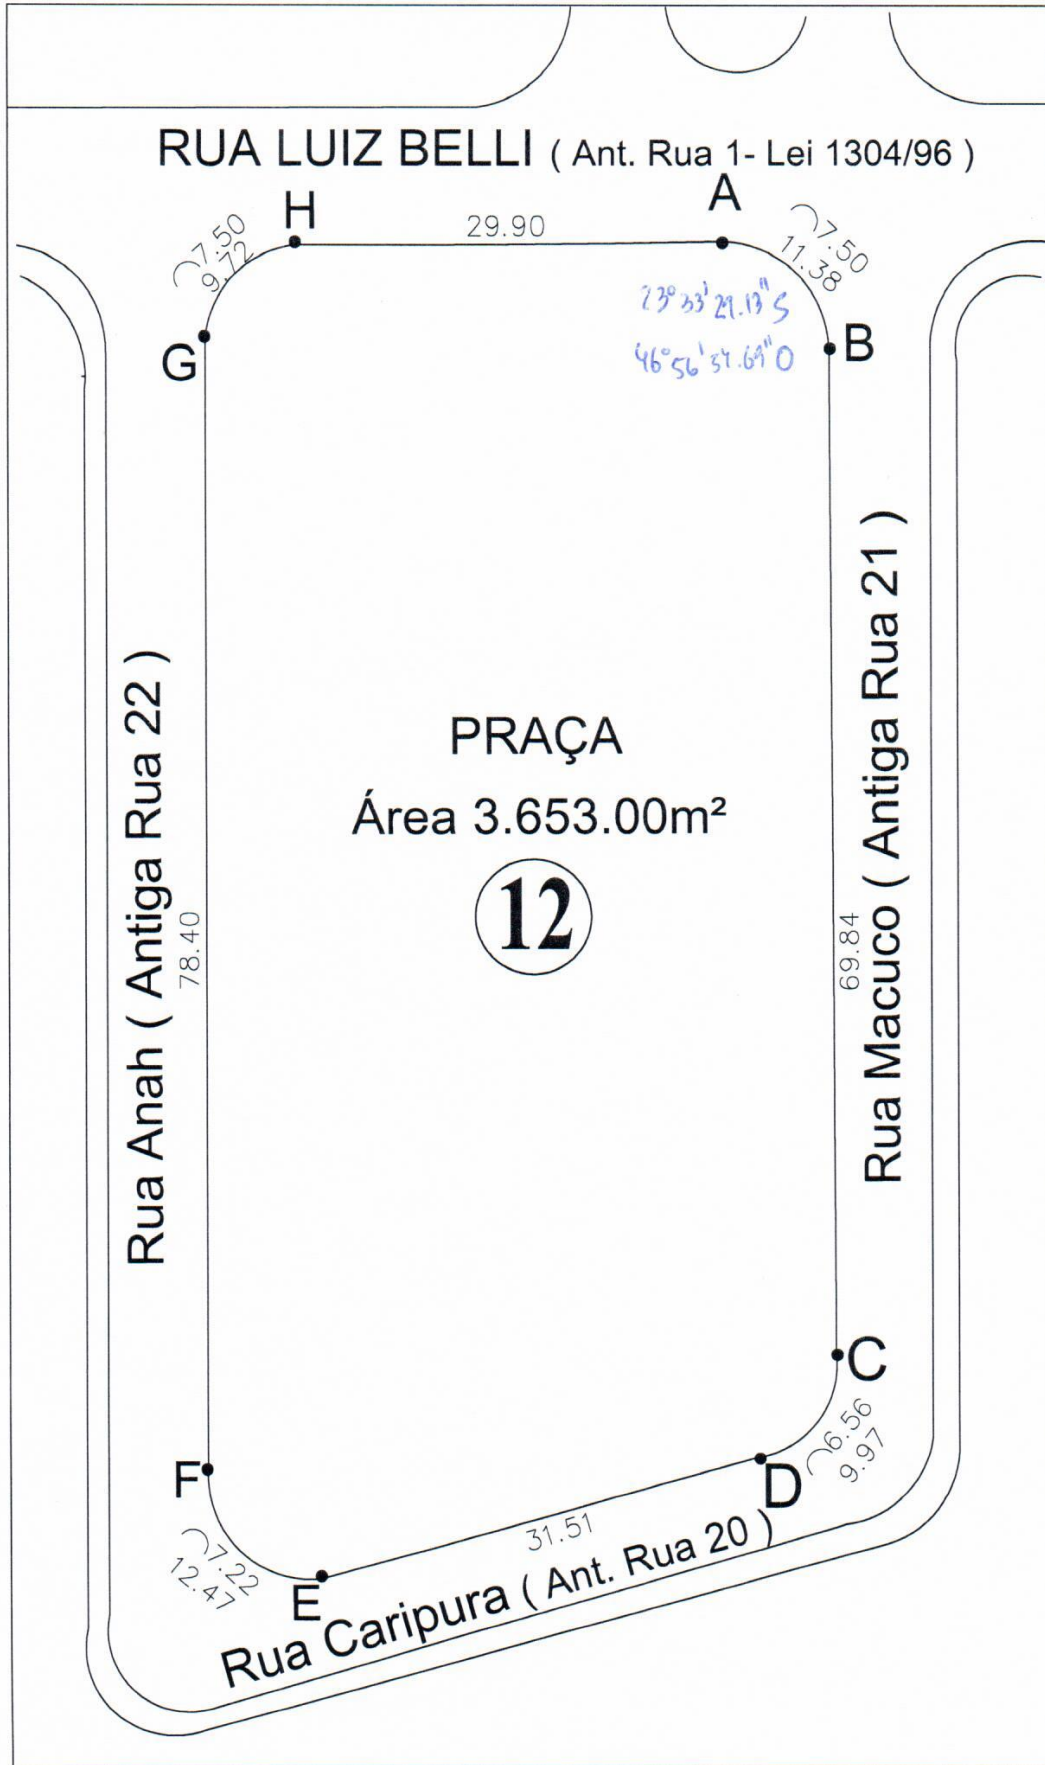 RUA LUIZ BELLI ( Ant. Rua 1- Lei 1304/96 )
H
A
29.90
7.50
9.72
7.50
11.38
23° 33' 29.13" S
46° 56' 34.69" O
G
B
Rua Macuco ( Antiga Rua 21 )
Rua Anah ( Antiga Rua 22 )
PRAÇA
Área 3.653.00m²
12
78.40
69.84
C
6.56
9.97
D
F
7.22
12.47
E
31.51
Rua Caripura ( Ant. Rua 20 )